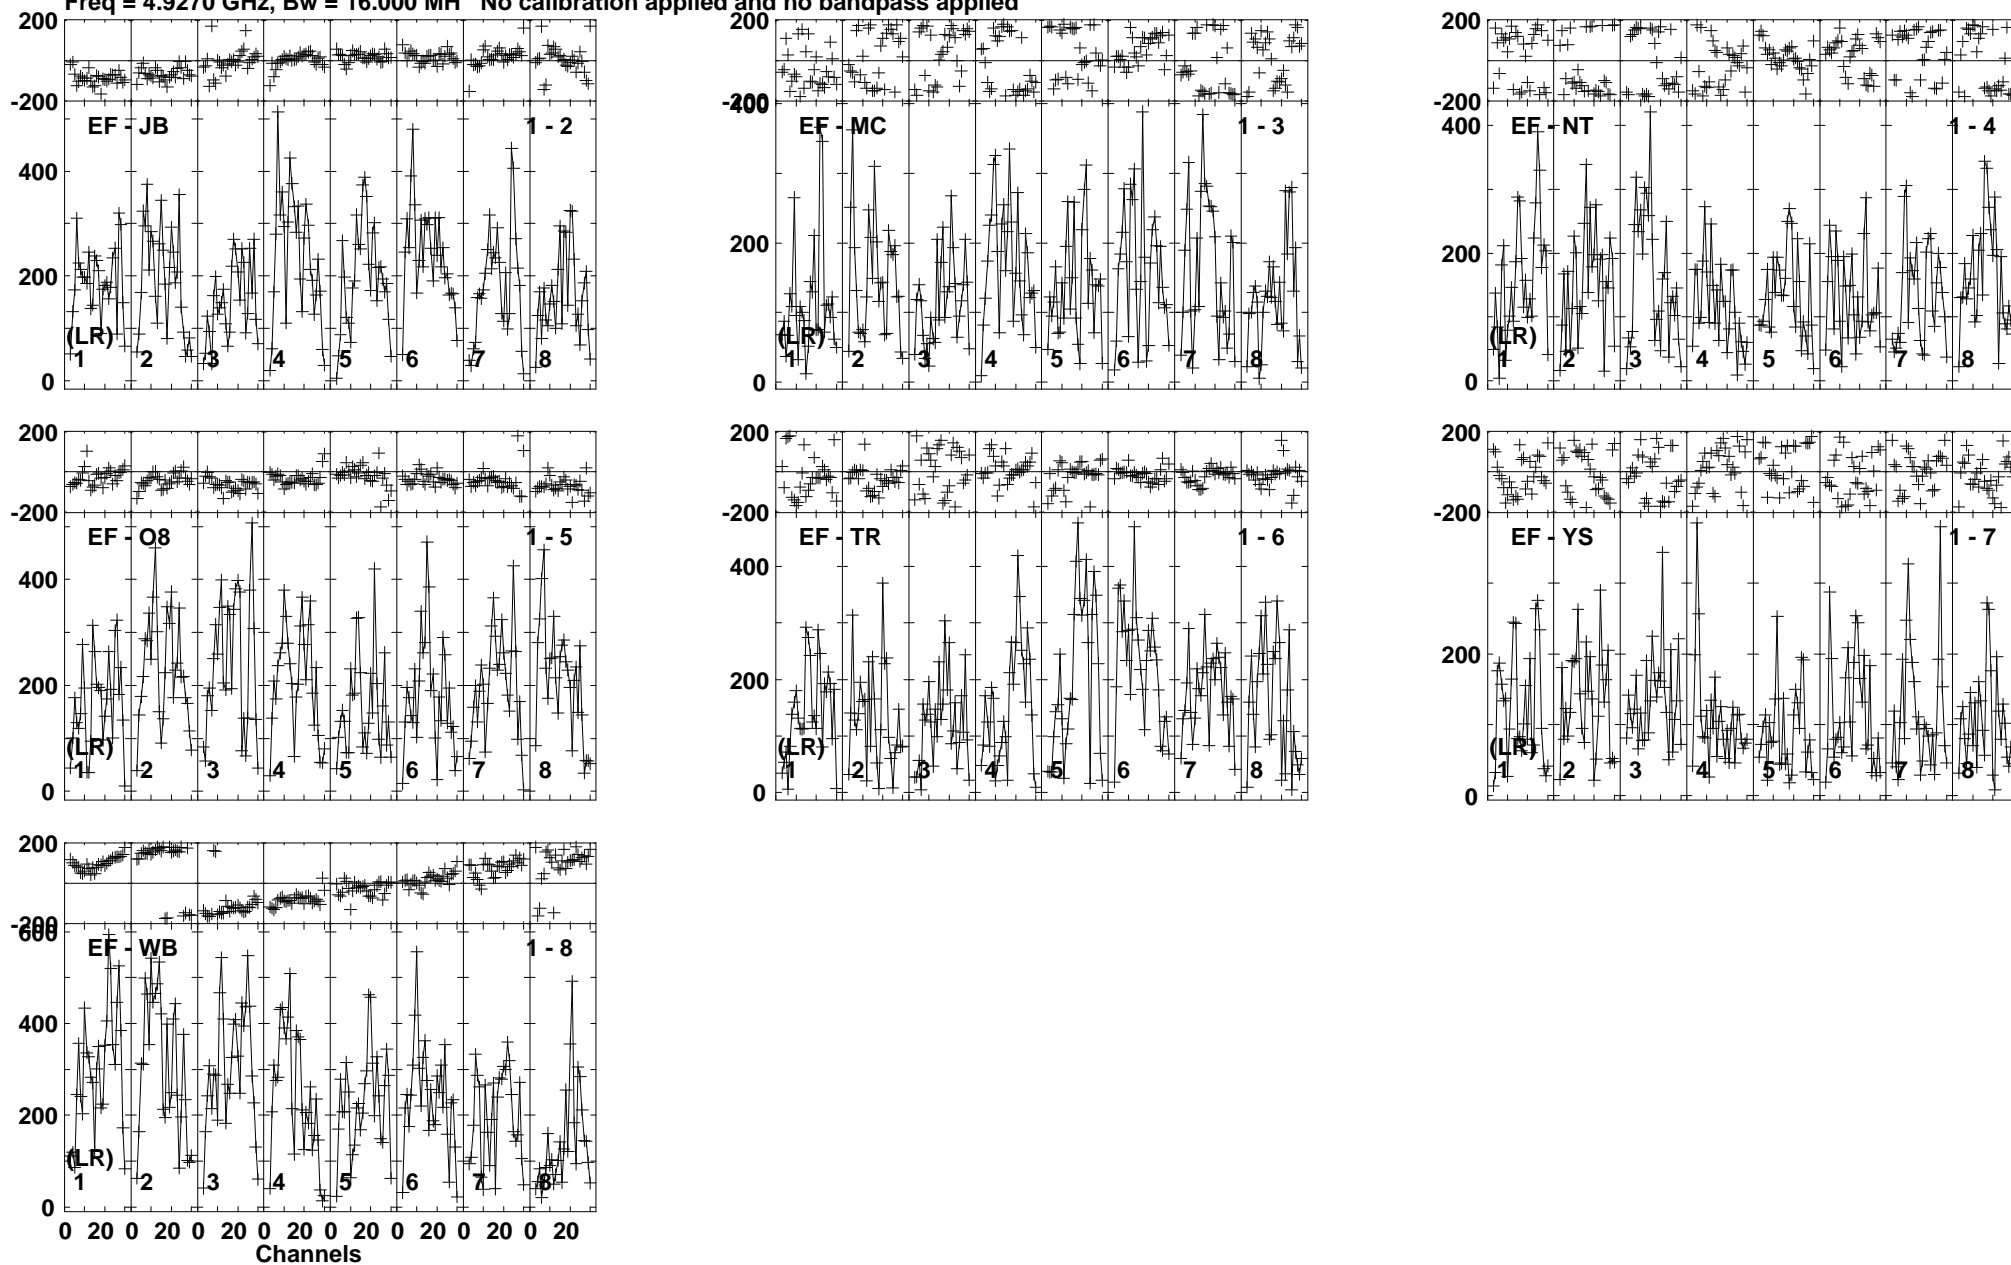 Freq = 4.9270 GHz, Bw = 16.000 MH No calibration applied and no bandpass applied
200 200 200
-200 -200 -200
400
EF - JB 1 - 2 EF - MC 1 - 3 EF - NT 1 - 4
400 400
200 200 200
(LR) (LR) (LR)
1 2 3 4 5 6 7 8 1 2 3 4 5 6 7 8 1 2 3 4 5 6 7 8
0 0 0
200 200 200
-200 -200 -200
EF - O8 1 - 5 EF - TR 1 - 6 EF - YS 1 - 7
400 400
200 200 200
(LR) (LR) (LR)
1 2 3 4 5 6 7 8 1 2 3 4 5 6 7 8 1 2 3 4 5 6 7 8
0 0 0
200
-200
600
EF - WB 1 - 8
400
200
(LR)
1 2 3 4 5 6 7 8
0
0 20 0 20 0 20 0 20 0 20 0 20 0 20 0 20
Channels